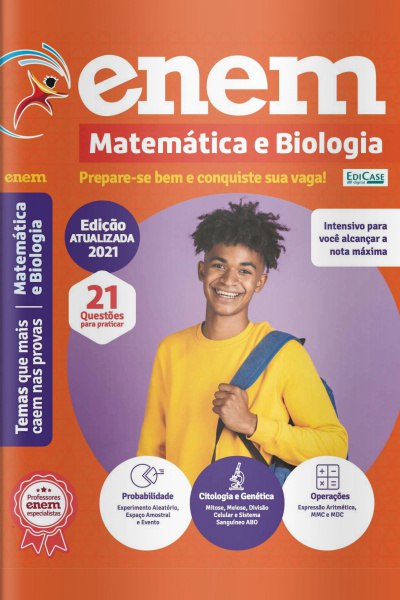 enem
Matemática e Biologia
enem
Prepare-se bem e conquiste sua vaga!
EDICASE
digital
Edição
ATUALIZADA
2021
Intensivo para
você alcançar a
nota máxima
21
Questões
para praticar
Temas que mais
caem nas provas
Matemática
e Biologia
Professores
enem
especialistas
Probabilidade
Experimento Aleatório,
Espaço Amostral
e Evento
Citologia e Genética
Mitose, Meiose, Divisão
Celular e Sistema
Sanguíneo ABO
Operações
Expressão Aritmética,
MMC e MDC